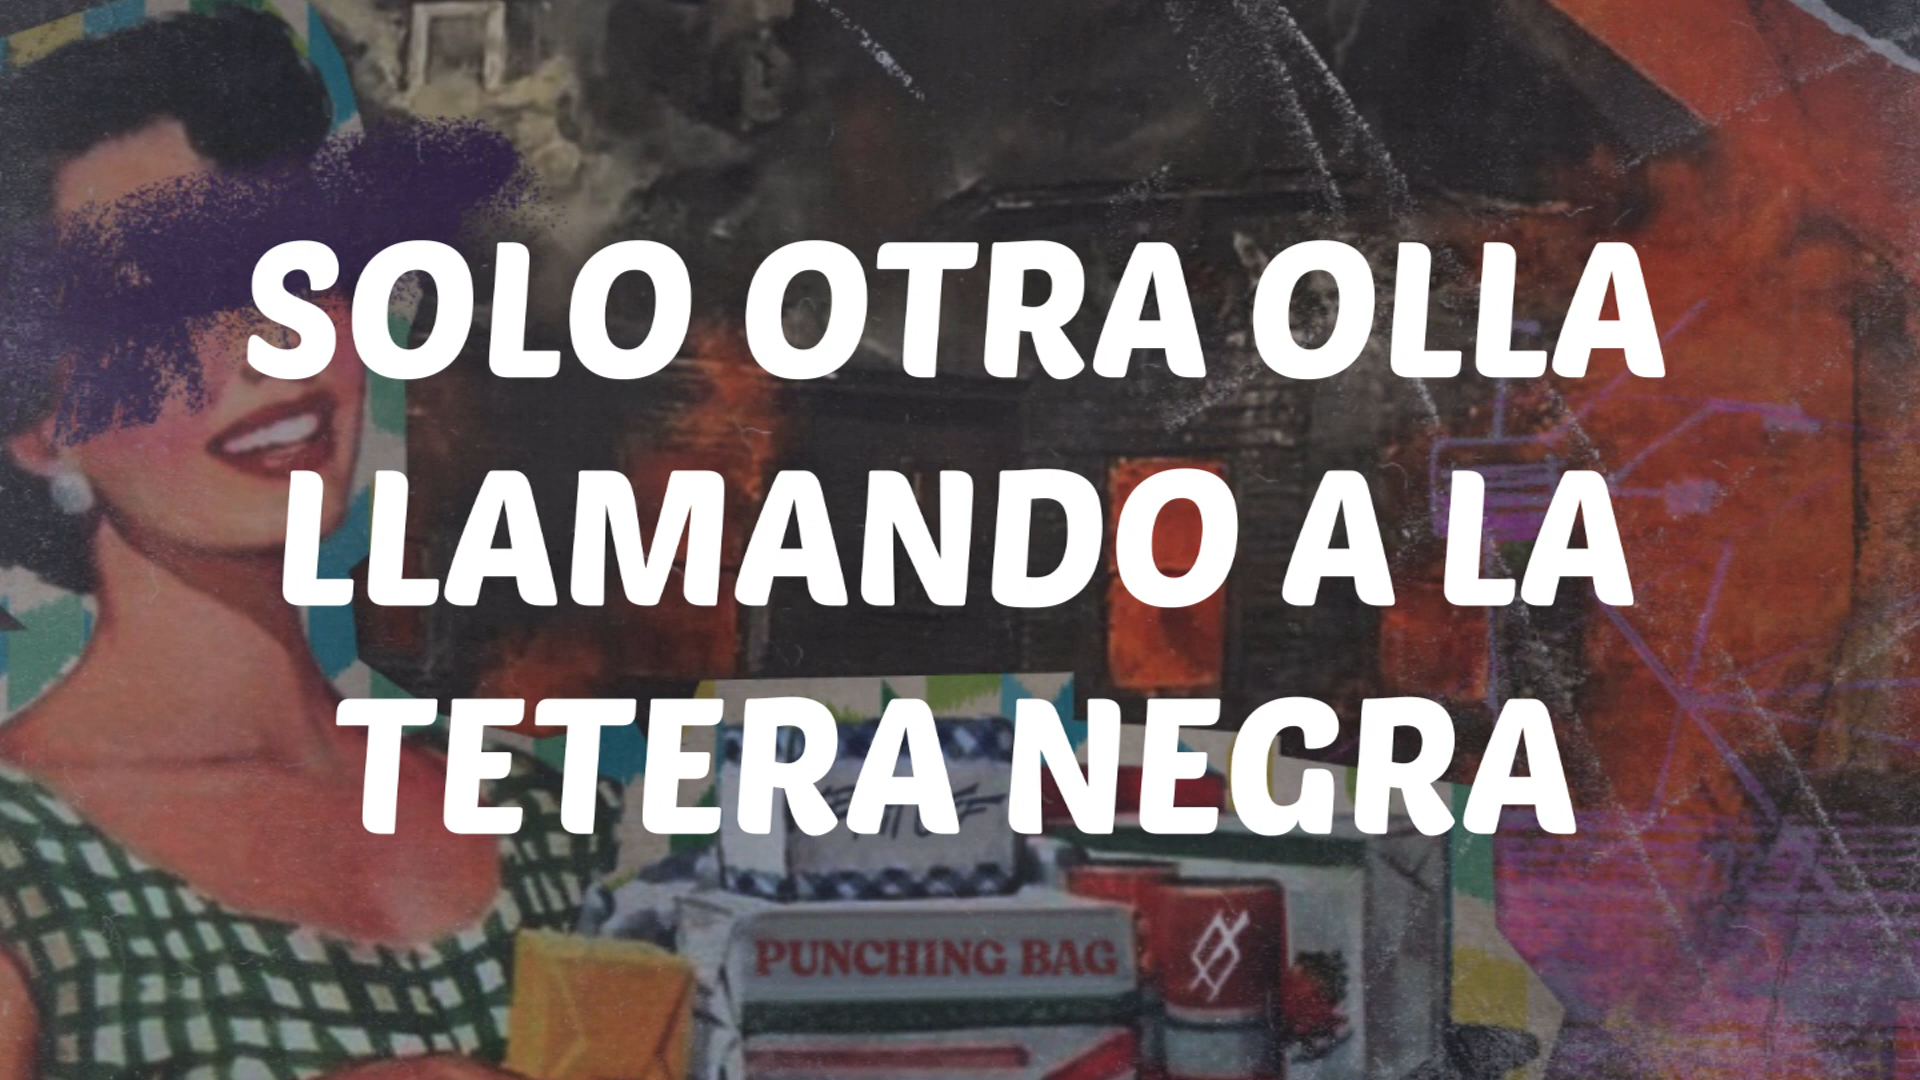 SOLO OTRA OLLA
LLAMANDO A LA
TETERA NEGRA
PUNCHING BAG